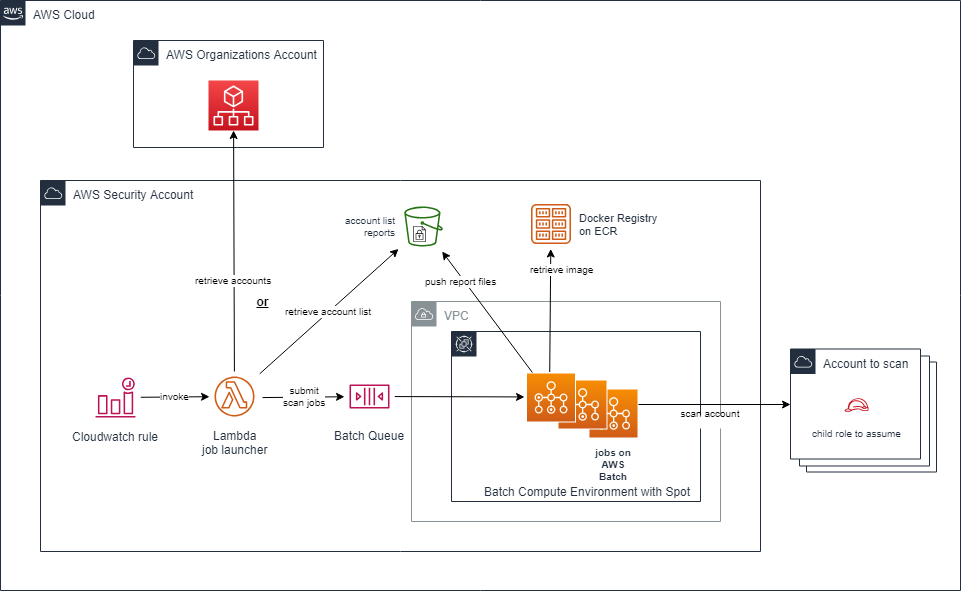 aws
AWS Cloud
AWS Organizations Account
AWS Security Account
account list
reports
Docker Registry
on ECR
retrieve image
retrieve accounts
push report files
or
retrieve account list
VPC
Account to scan
submit
scan jobs
invoke
scan account
child role to assume
Cloudwatch rule
Lambda
job launcher
Batch Queue
jobs on
AWS
Batch
Batch Compute Environment with Spot